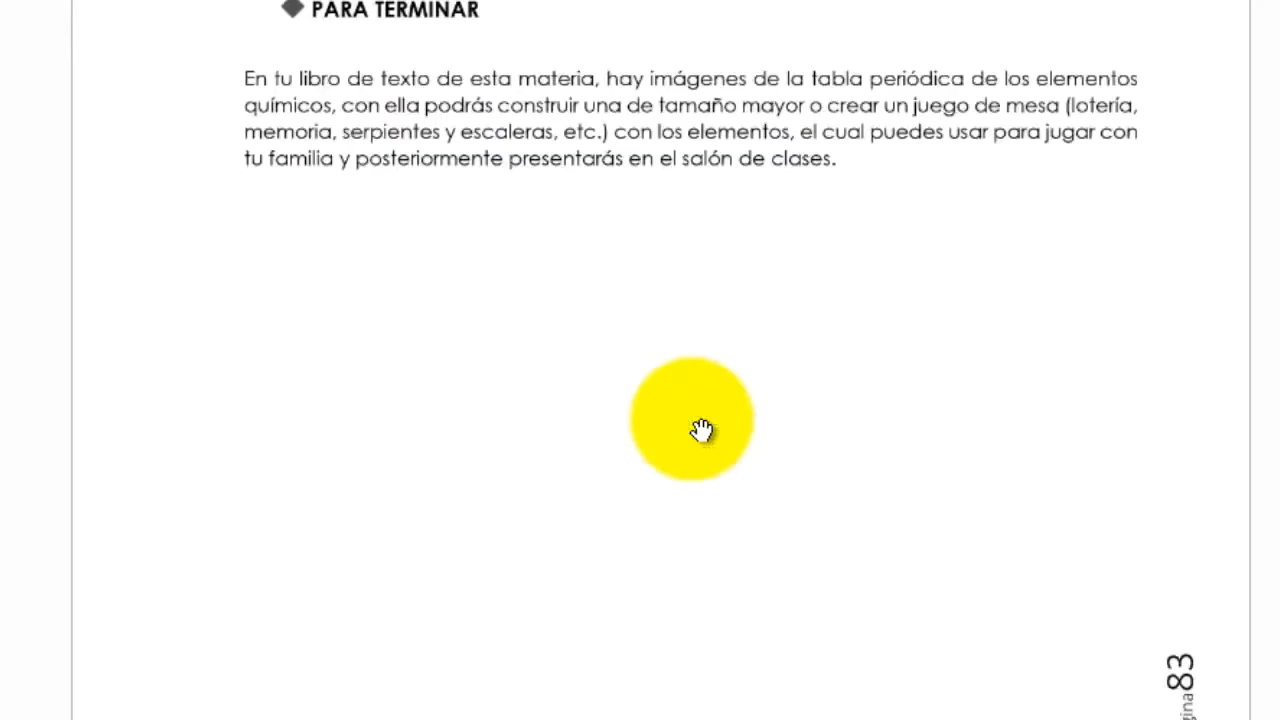 PARA TERMINAR
En tu libro de texto de esta materia, hay imágenes de la tabla periódica de los elementos
químicos, con ella podrás construir una de tamaño mayor o crear un juego de mesa (lotería,
memoria, serpientes y escaleras, etc.) con los elementos, el cual puedes usar para jugar con
tu familia y posteriormente presentarás en el salón de clases.
83